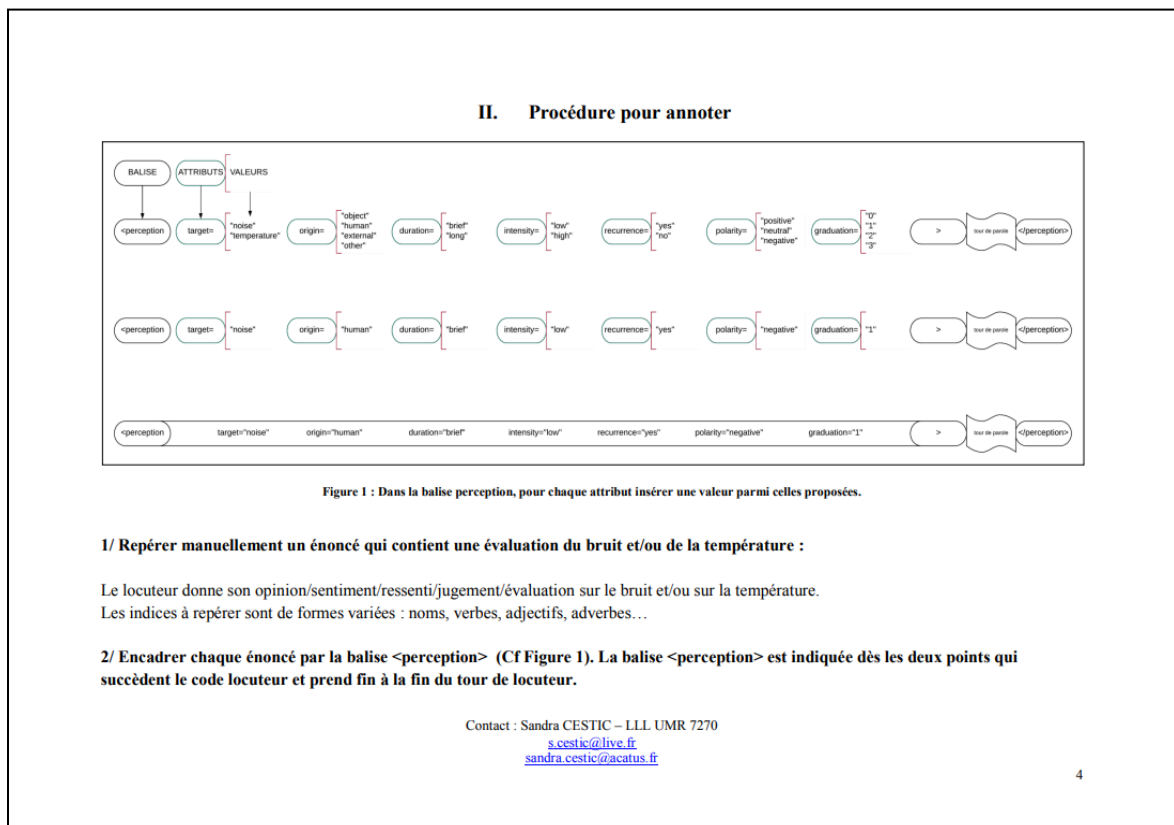 II. Procédure pour annoter
BALISE ATTRIBUTS VALEURS
<perception target= "noise" "temperature" origin= "object" "human" "external" "other" duration= "brief" "long" intensity= "low" "high" recurrence= "yes" "no" polarity= "positive" "neutral" "negative" graduation= "0" "1" "2" "3" > tour de parole </perception>
<perception target= "noise" origin= "human" duration= "brief" intensity= "low" recurrence= "yes" polarity= "negative" graduation= "1" > tour de parole </perception>
<perception target="noise" origin="human" duration="brief" intensity="low" recurrence="yes" polarity="negative" graduation="1" > tour de parole </perception>
Figure 1 : Dans la balise perception, pour chaque attribut insérer une valeur parmi celles proposées.
1/ Repérer manuellement un énoncé qui contient une évaluation du bruit et/ou de la température :
Le locuteur donne son opinion/sentiment/ressenti/jugement/évaluation sur le bruit et/ou sur la température.
Les indices à repérer sont de formes variées : noms, verbes, adjectifs, adverbes…
2/ Encadrer chaque énoncé par la balise <perception> (Cf Figure 1). La balise <perception> est indiquée dès les deux points qui
succèdent le code locuteur et prend fin à la fin du tour de locuteur.
Contact : Sandra CESTIC – LLL UMR 7270
s.cestic@live.fr
sandra.cestic@acatus.fr
4